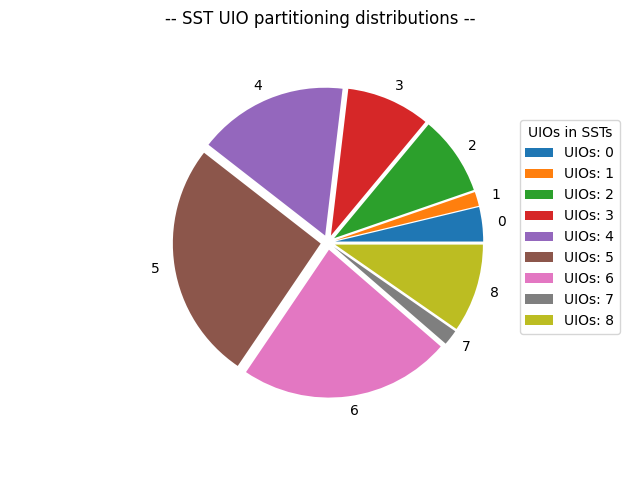 -- SST UIO partitioning distributions --
4
3
2
1
0
5
8
7
6
UIOs in SSTs
UIOs: 0
UIOs: 1
UIOs: 2
UIOs: 3
UIOs: 4
UIOs: 5
UIOs: 6
UIOs: 7
UIOs: 8